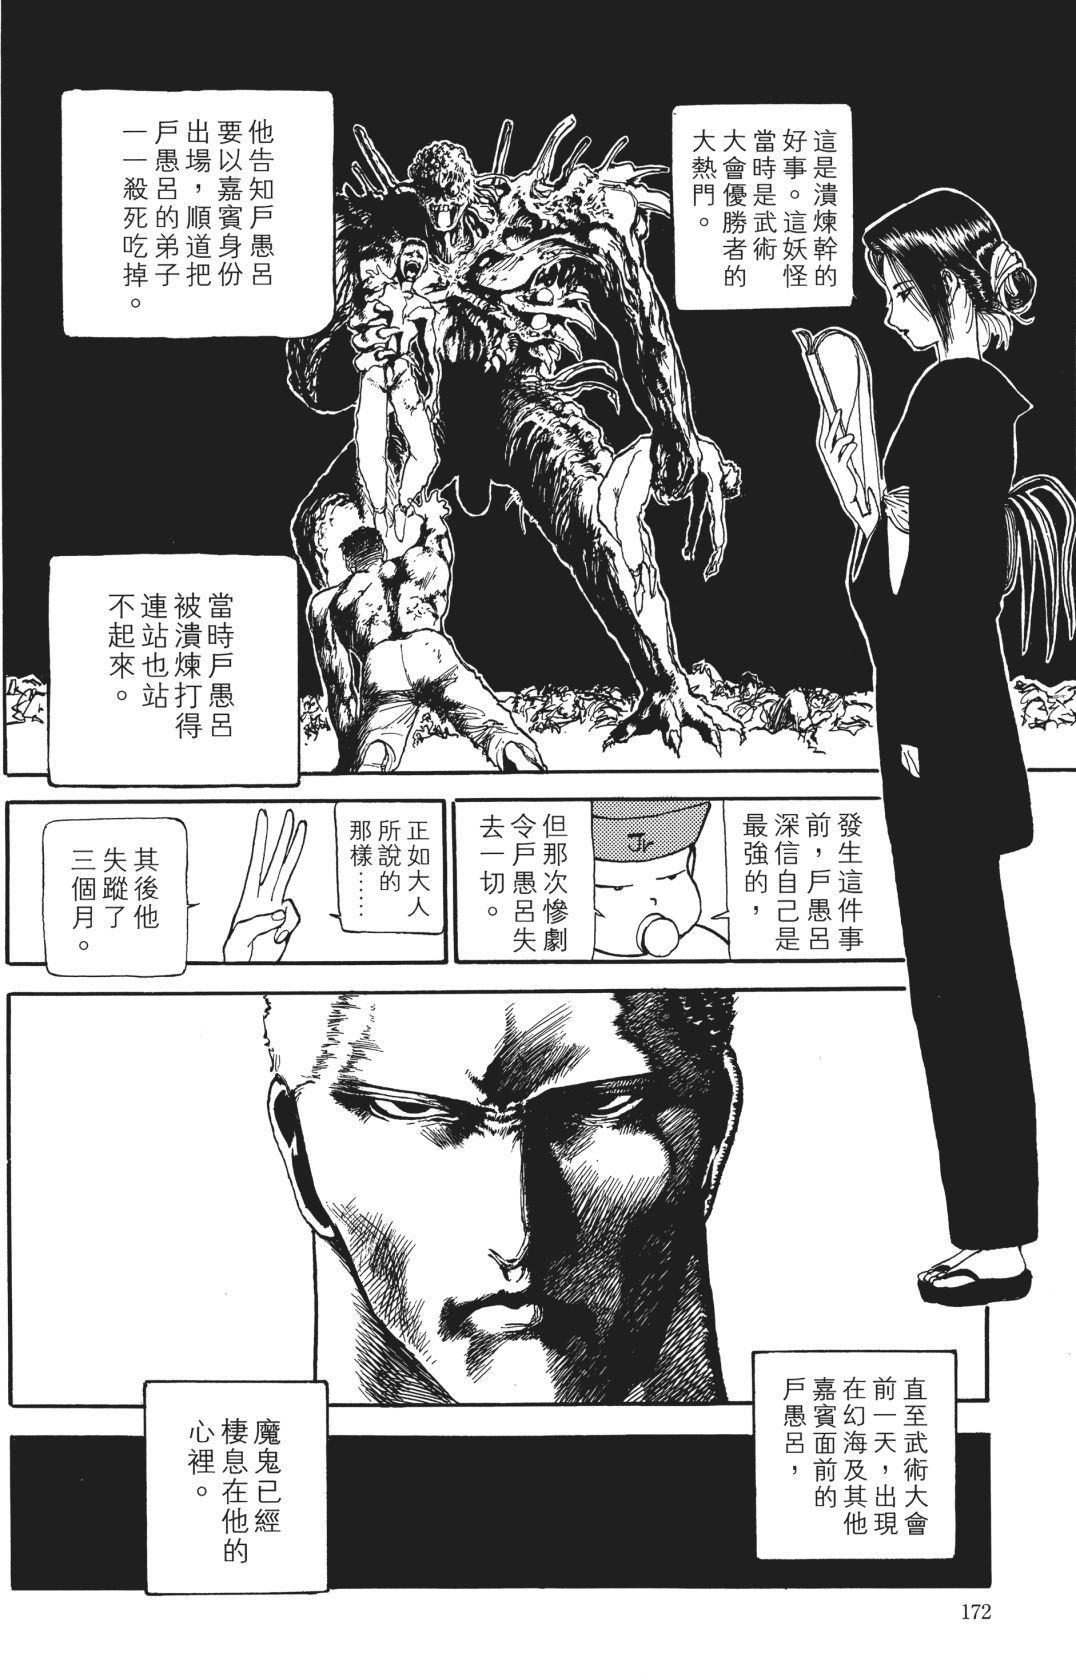 這是潰煉幹的
好事。這妖怪
當時是武術
大會優勝者的
大熱門。
他告知戶愚呂
要以嘉賓身份
出場，順道把
戶愚呂的弟子
一一殺死吃掉。
當時戶愚呂
被潰煉打得
連站也站
不起來。
發生這件事
前，戶愚呂
深信自己是
最強的，
Jr
但那次慘劇
令戶愚呂失
去一切。
正如大人
所說的
那樣……
其後他
失蹤了
三個月。
直至武術大會
前一天，出現
在幻海及其他
嘉賓面前的
戶愚呂，
魔鬼已經
棲息在他的
心裡。
172